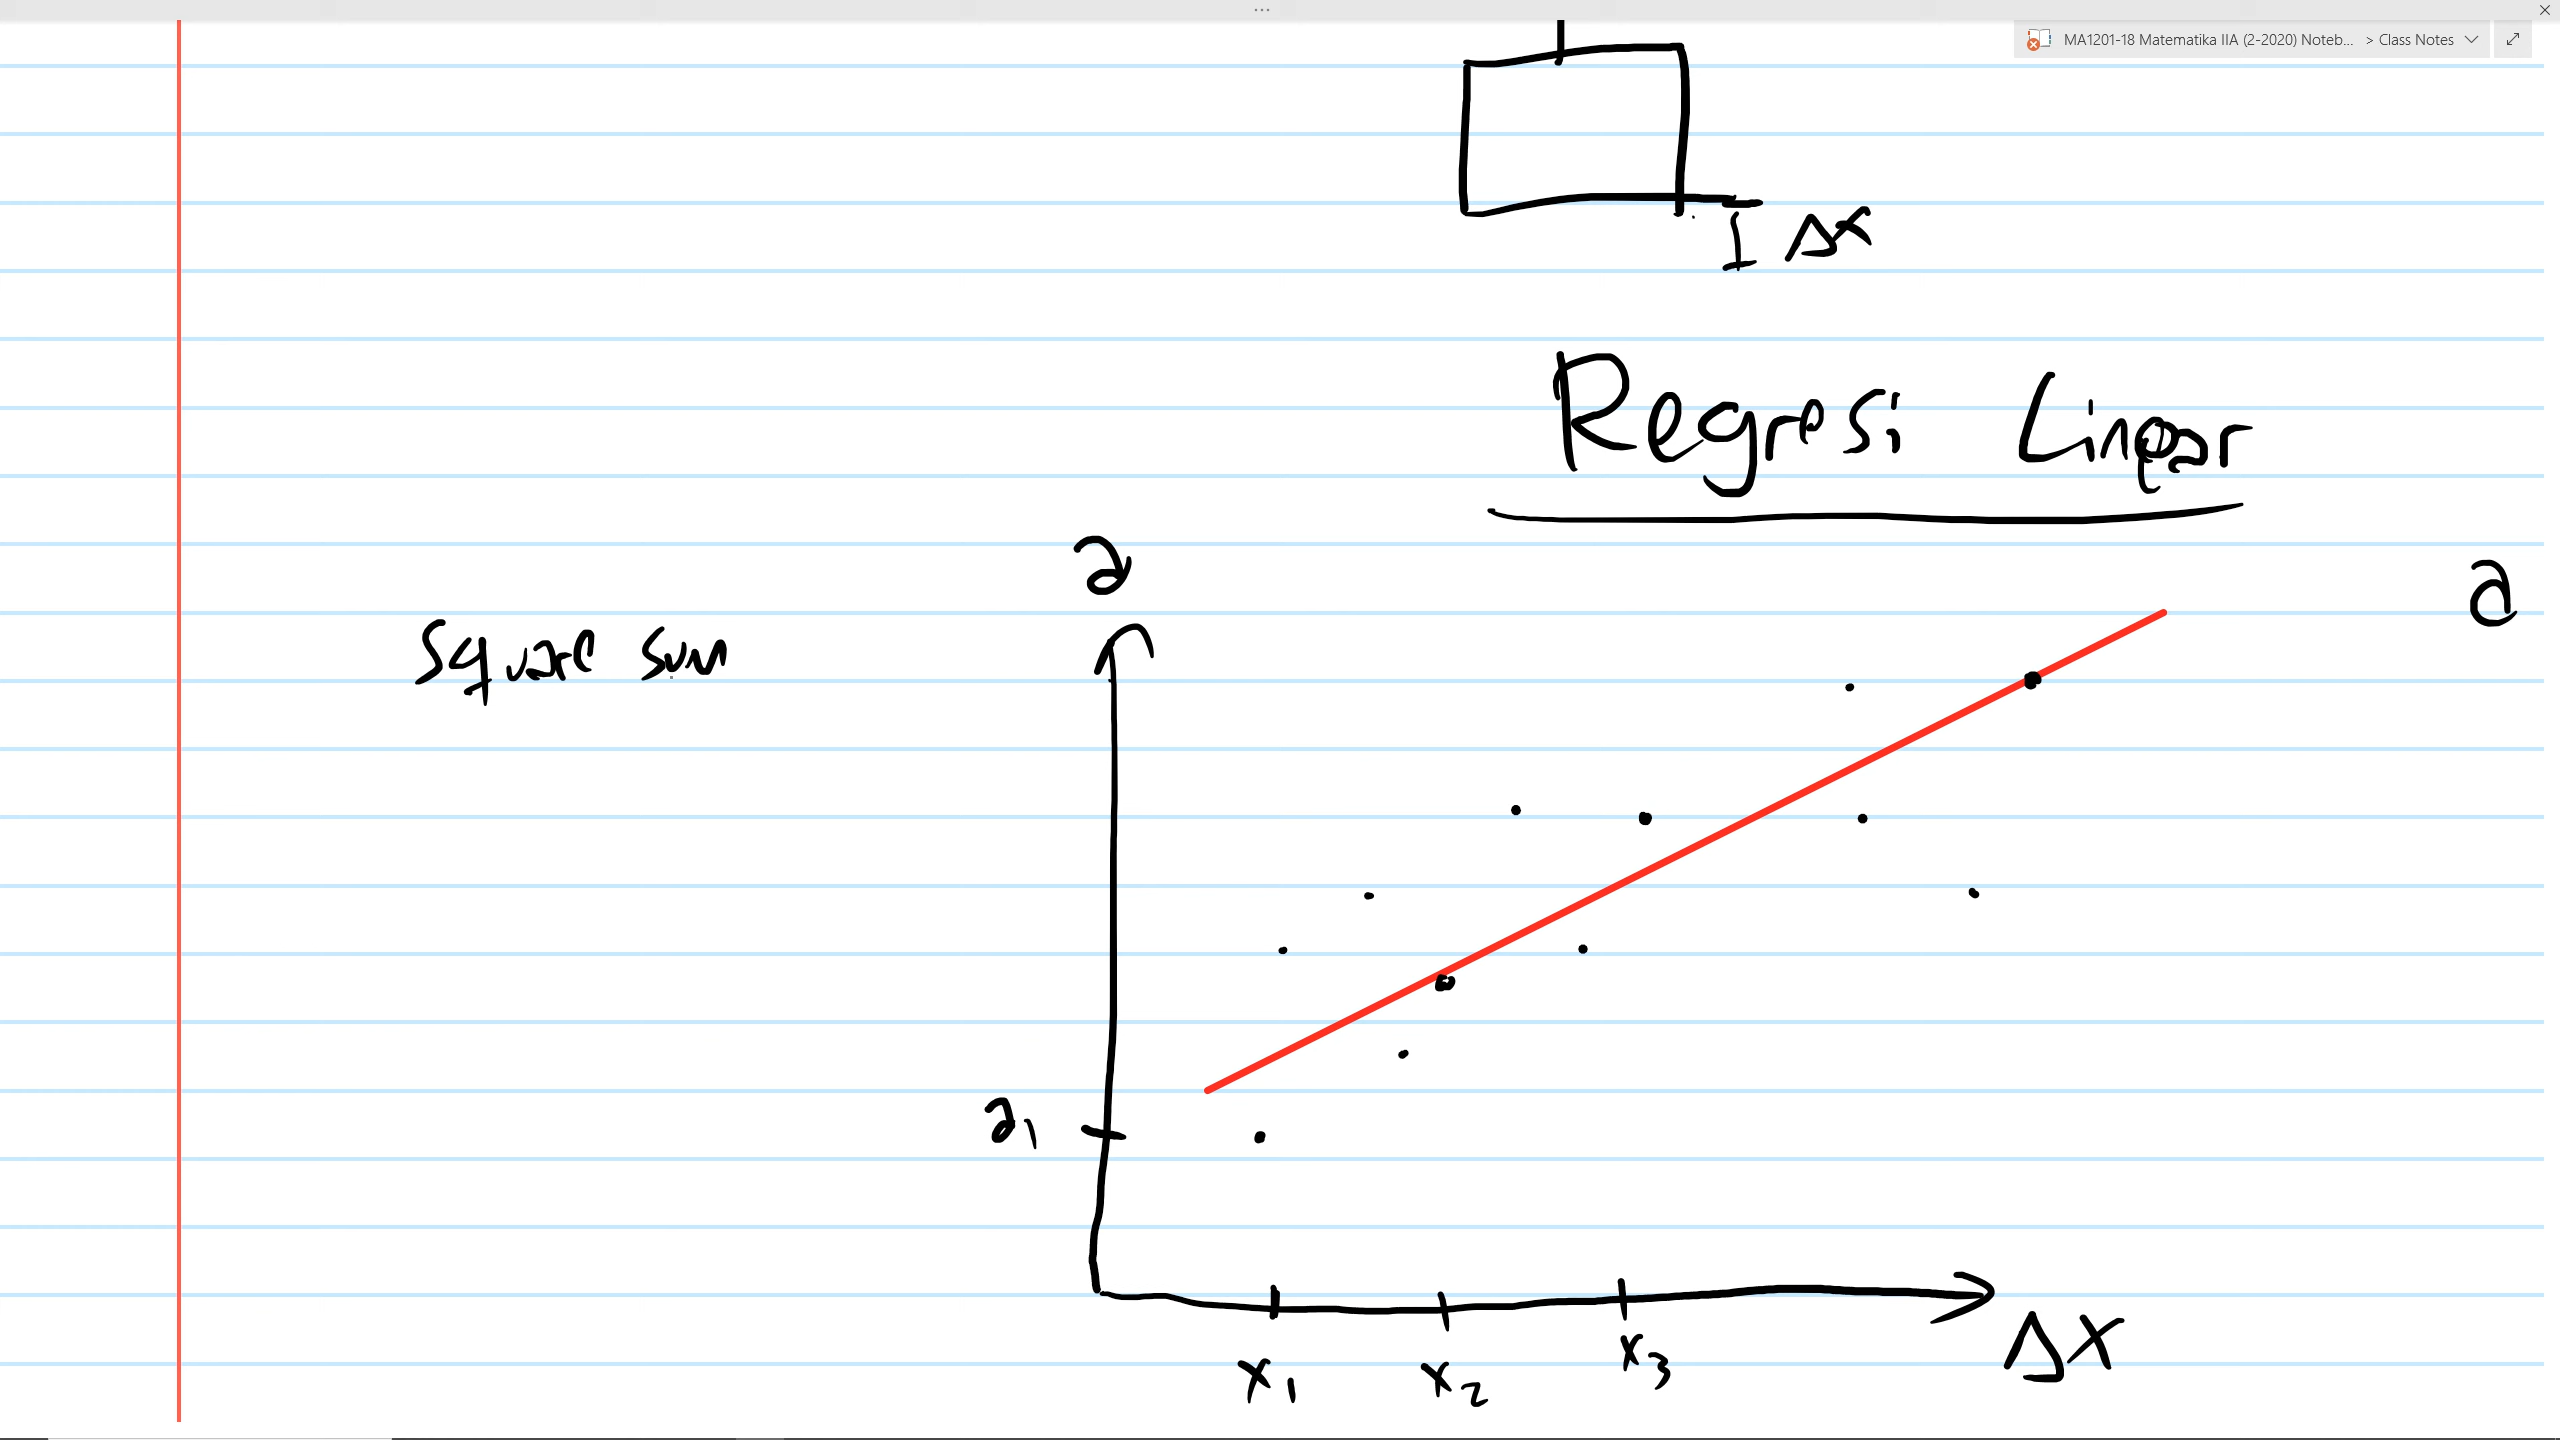 MA1201-18 Matematika IIA (2-2020) Noteb... > Class Notes
Δx
Regresi Linear
a
a
Square sum
a1
x1 x2 x3
Δx